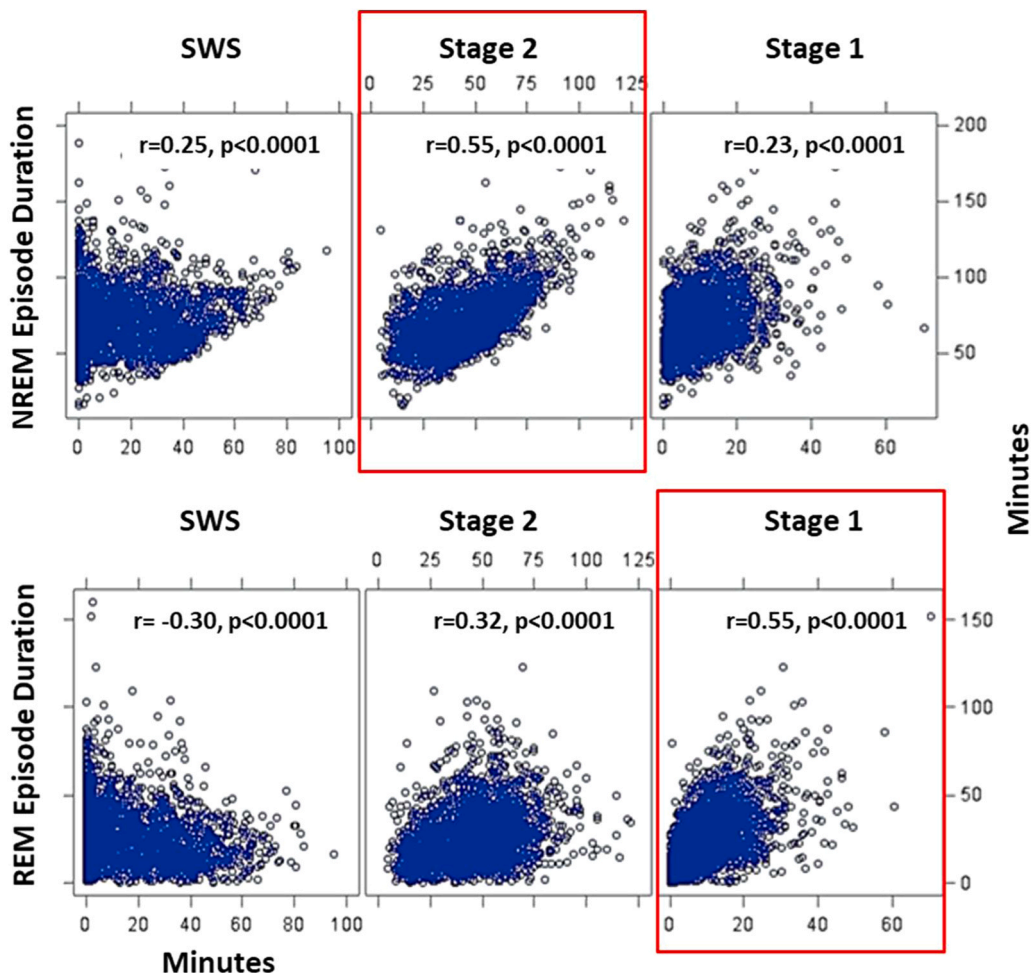 SWS
Stage 2
Stage 1
0 25 50 75 100 125
NREM Episode Duration
r=0.25, p<0.0001
r=0.55, p<0.0001
r=0.23, p<0.0001
200
150
100
50
0 20 40 60 80 100
0 20 40 60
Minutes
SWS
Stage 2
Stage 1
0 25 50 75 100 125
REM Episode Duration
r= -0.30, p<0.0001
r=0.32, p<0.0001
r=0.55, p<0.0001
150
100
50
0
0 20 40 60 80 100
0 20 40 60
Minutes